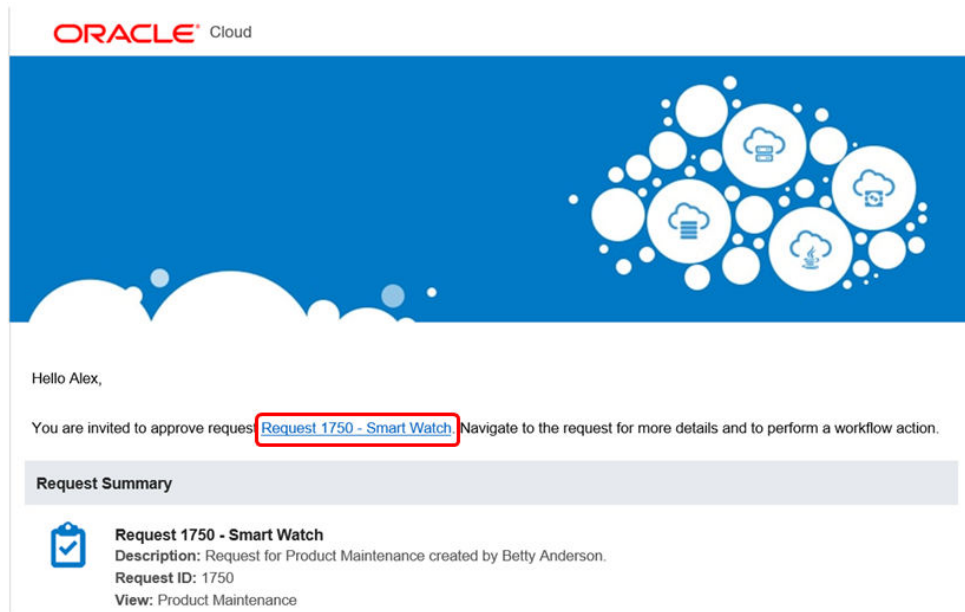 ORACLE® Cloud
Hello Alex,
You are invited to approve request Request 1750 - Smart Watch. Navigate to the request for more details and to perform a workflow action.
Request Summary
Request 1750 - Smart Watch
Description: Request for Product Maintenance created by Betty Anderson.
Request ID: 1750
View: Product Maintenance